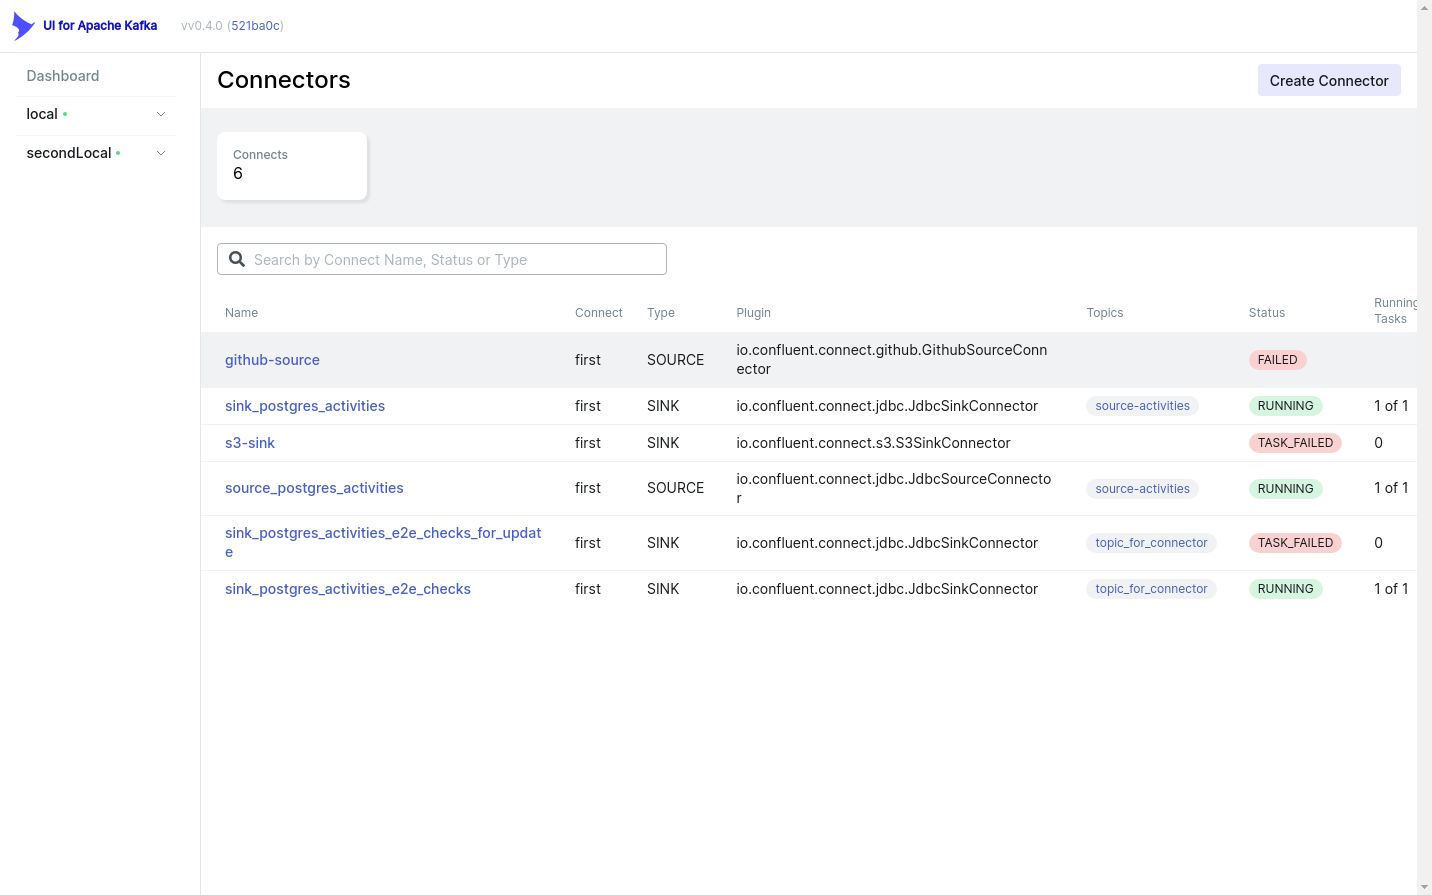 UI for Apache Kafka vv0.4.0 (521ba0c)
Dashboard
local
secondLocal
Connectors
Create Connector
Connects
6
Search by Connect Name, Status or Type
Name Connect Type Plugin Topics Status Running
Tasks
github-source first SOURCE io.confluent.connect.github.GithubSourceConn
ector FAILED
sink_postgres_activities first SINK io.confluent.connect.jdbc.JdbcSinkConnector source-activities RUNNING 1 of 1
s3-sink first SINK io.confluent.connect.s3.S3SinkConnector TASK_FAILED 0
source_postgres_activities first SOURCE io.confluent.connect.jdbc.JdbcSourceConnecto
r source-activities RUNNING 1 of 1
sink_postgres_activities_e2e_checks_for_updat
e first SINK io.confluent.connect.jdbc.JdbcSinkConnector topic_for_connector TASK_FAILED 0
sink_postgres_activities_e2e_checks first SINK io.confluent.connect.jdbc.JdbcSinkConnector topic_for_connector RUNNING 1 of 1